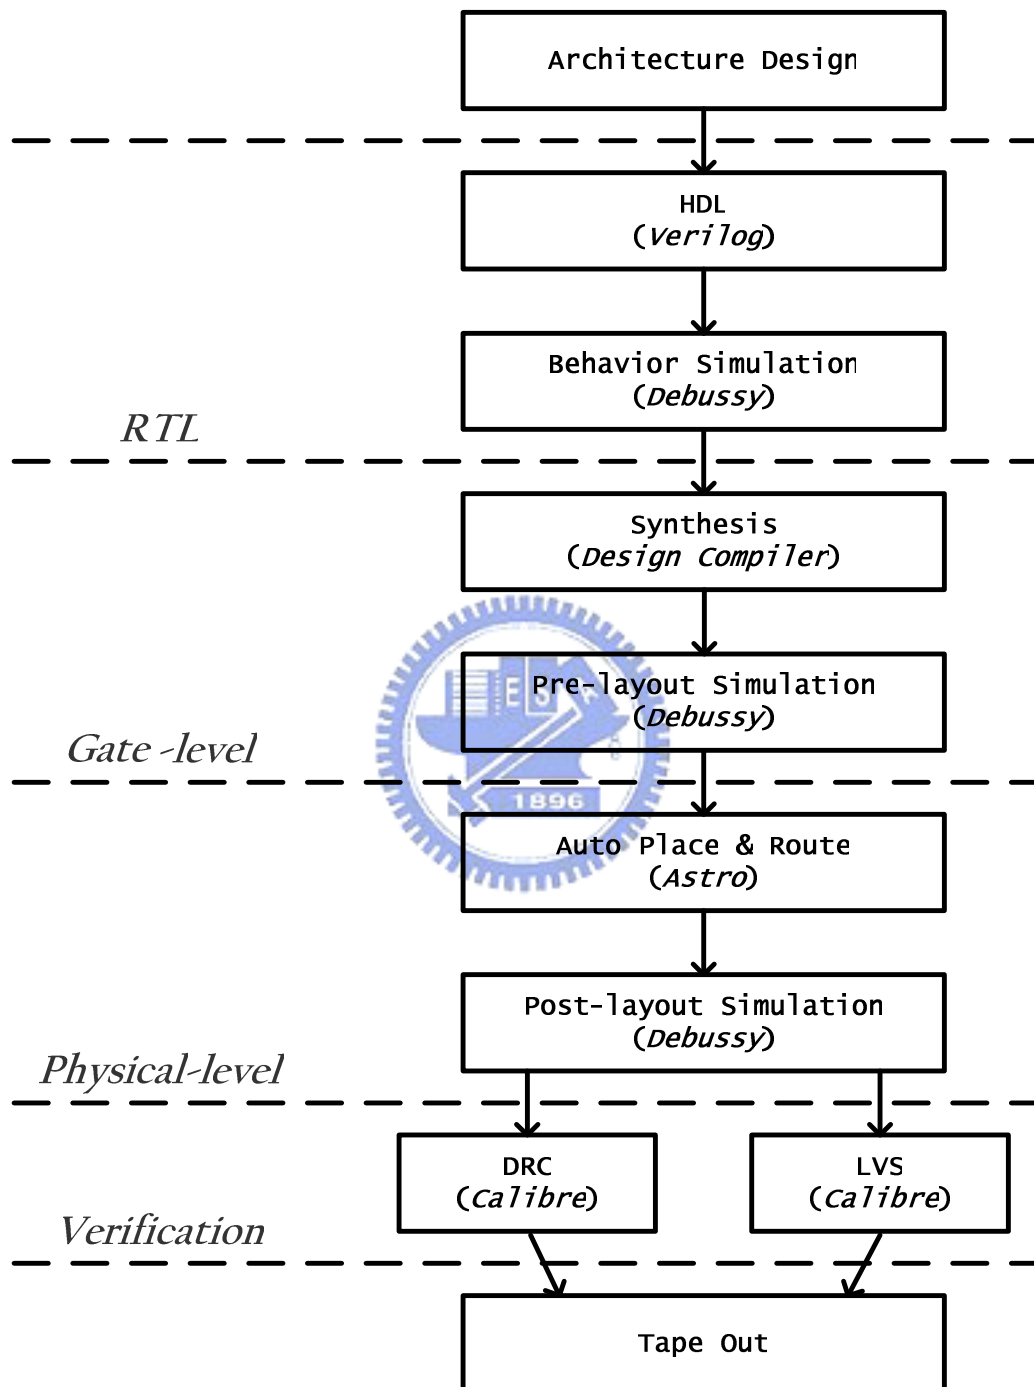 Architecture Design
HDL
(Verilog)
Behavior Simulation
(Debussy)
RTL
Synthesis
(Design Compiler)
Pre-layout Simulation
(Debussy)
Gate -level
1896
Auto Place & Route
(Astro)
Post-layout Simulation
(Debussy)
Physical-level
DRC
(Calibre)
LVS
(Calibre)
Verification
Tape Out